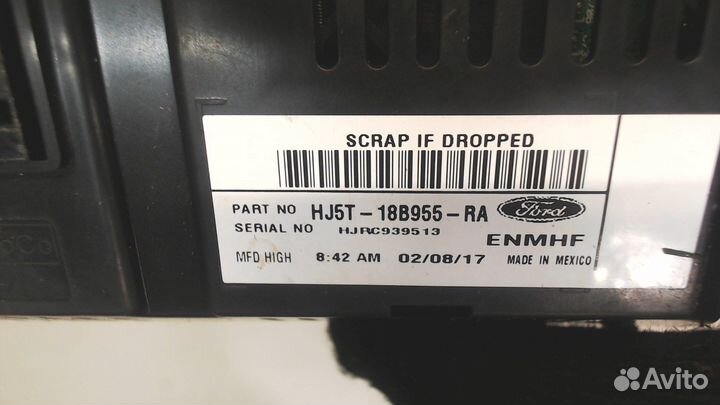 SCRAP IF DROPPED
PART NO HJ5T-18B955-RA Ford
SERIAL NO HJRC939513
ENMHF
MFD HIGH 8:42 AM 02/08/17 MADE IN MEXICO
Avito